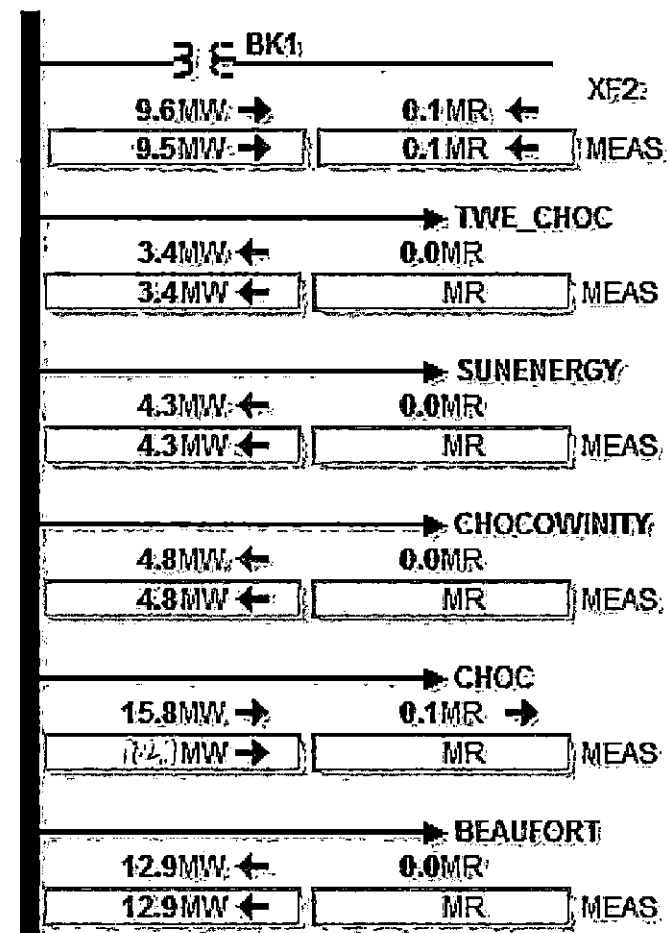 BK1
XF2
9.6MW 0.1MR
9.5MW 0.1MR MEAS
TWE_CHOC
3.4MW 0.0MR
3.4MW MR MEAS
SUNENERGY
4.3MW 0.0MR
4.3MW MR MEAS
CHOCOWINITY
4.8MW 0.0MR
4.8MW MR MEAS
CHOC
15.8MW 0.1MR
MW MR MEAS
BEAUFORT
12.9MW 0.0MR
12.9MW MR MEAS